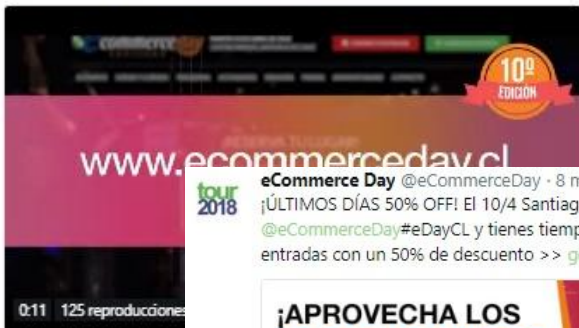 10º
EDICIÓN
www.ecommerceday.cl
tour
2018
eCommerce Day @eCommerceDay · 8 m
¡ÚLTIMOS DÍAS 50% OFF! El 10/4 Santiag
@eCommerceDay#eDayCL y tienes tiemp
entradas con un 50% de descuento >> g
0:11 125 reproducciones
¡APROVECHA LOS